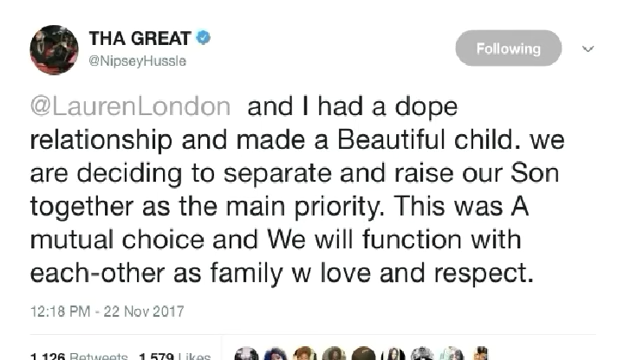 THA GREAT
@NipseyHussle
Following
@LaurenLondon and I had a dope
relationship and made a Beautiful child. we
are deciding to separate and raise our Son
together as the main priority. This was A
mutual choice and We will function with
each-other as family w love and respect.
12:18 PM - 22 Nov 2017
1,126 Retweets 1,579 Likes